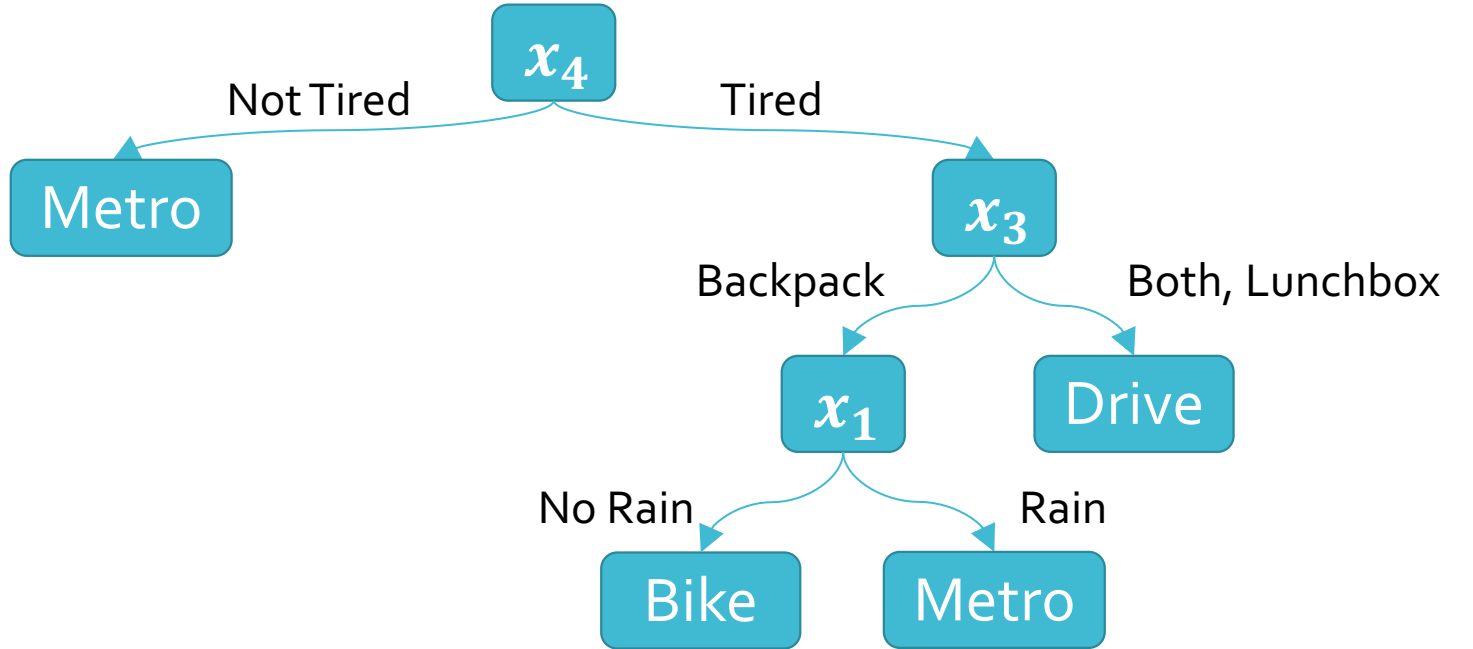 x₄
Not Tired
Tired
Metro
x₃
Backpack
Both, Lunchbox
x₁
Drive
No Rain
Rain
Bike
Metro